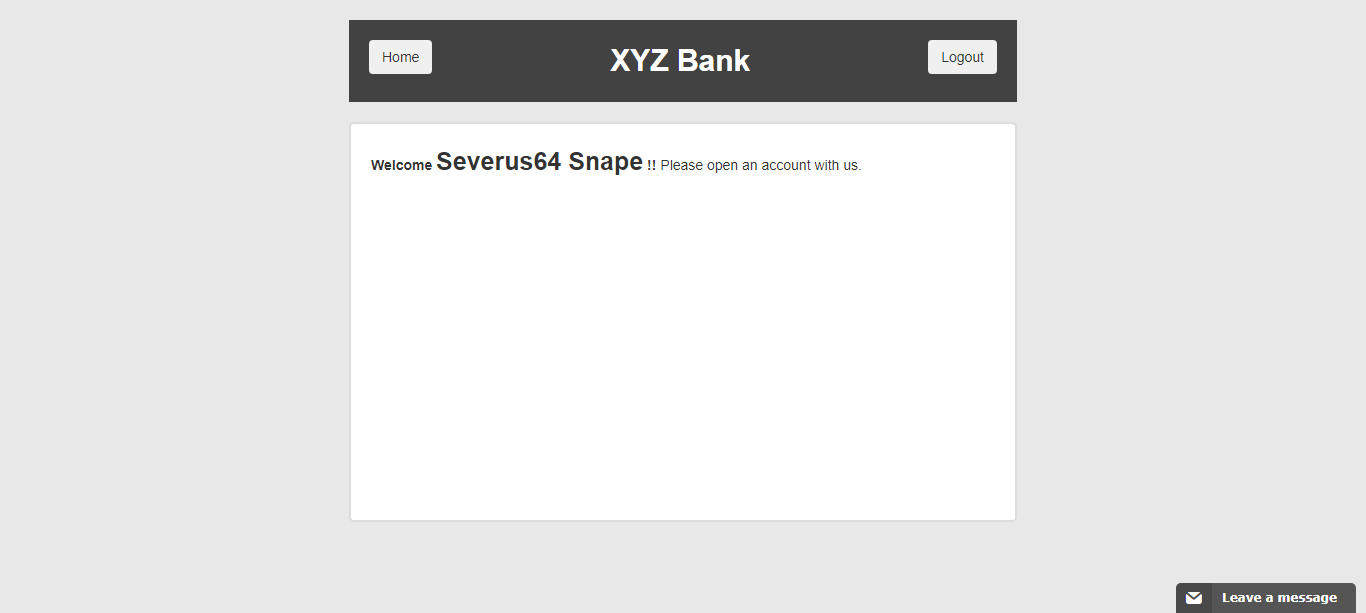 Home
XYZ Bank
Logout
Welcome Severus64 Snape !! Please open an account with us.
Leave a message